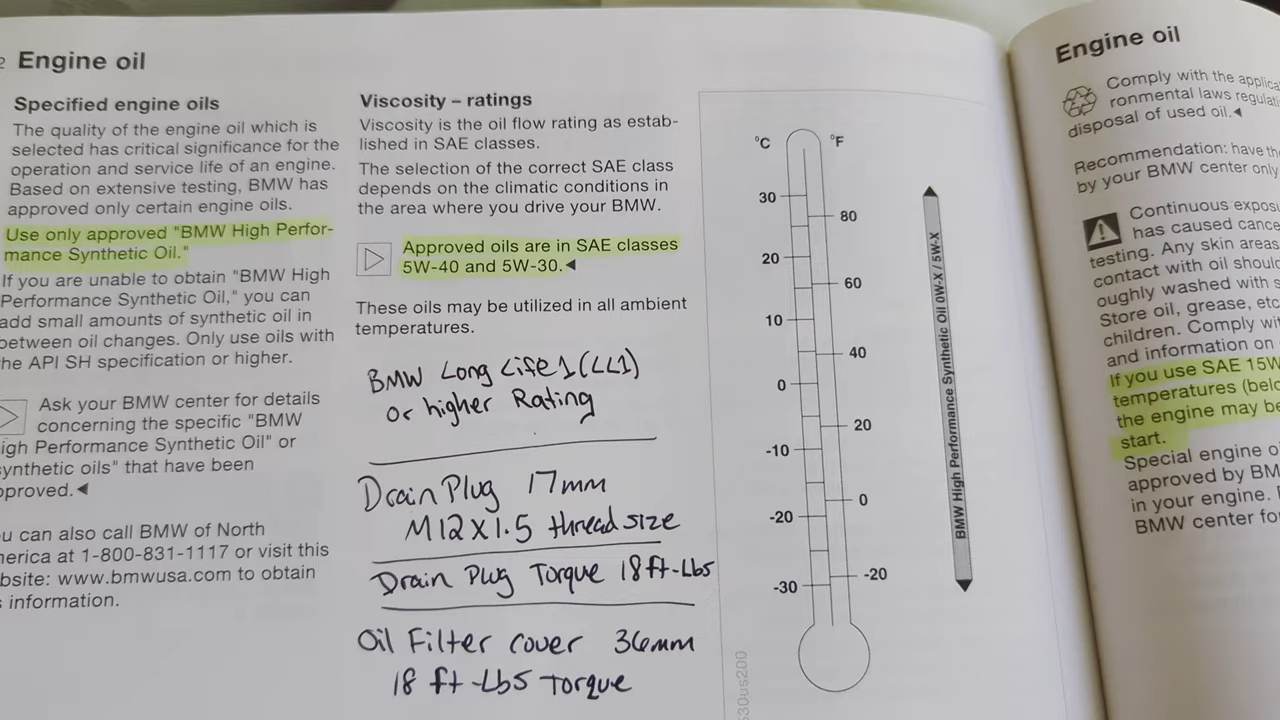 2 Engine oil
Specified engine oils
The quality of the engine oil which is
selected has critical significance for the
operation and service life of an engine.
Based on extensive testing, BMW has
approved only certain engine oils.
Use only approved "BMW High Perfor-
mance Synthetic Oil."
If you are unable to obtain "BMW High
Performance Synthetic Oil," you can
add small amounts of synthetic oil in
between oil changes. Only use oils with
he API SH specification or higher.
Ask your BMW center for details
concerning the specific "BMW
igh Performance Synthetic Oil" or
synthetic oils" that have been
pproved.
ou can also call BMW of North
merica at 1-800-831-1117 or visit this
bsite: www.bmwusa.com to obtain
information.
Viscosity – ratings
Viscosity is the oil flow rating as estab-
lished in SAE classes.
The selection of the correct SAE class
depends on the climatic conditions in
the area where you drive your BMW.
Approved oils are in SAE classes
5W-40 and 5W-30.
These oils may be utilized in all ambient
temperatures.
BMW Long Life 1 (LL1)
or higher Rating
Drain Plug 17mm
M12X1.5 thread size
Drain Plug Torque 18ft-Lbs
Oil Filter cover 36mm
18 ft-Lbs Torque
°C °F
30
80
20
60
10
40
0
20
-10
0
-20
-20
-30
BMW High Performance Synthetic Oil 0W-X / 5W-X
530us200
Engine oil
Comply with the applica
ronmental laws regulati
disposal of used oil.
Recommendation: have the
by your BMW center only
Continuous exposu
has caused cance
testing. Any skin areas
contact with oil should
oughly washed with s
Store oil, grease, etc
children. Comply wit
and information on
If you use SAE 15W
temperatures (belo
the engine may be
start.
Special engine o
approved by BM
in your engine.
BMW center for